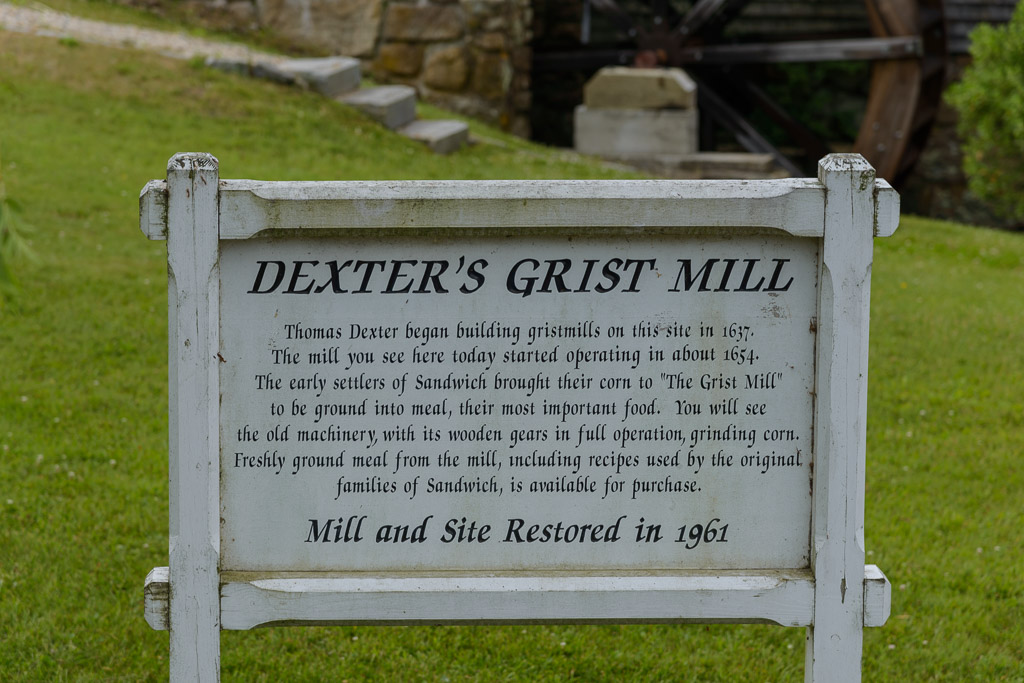 DEXTER'S GRIST MILL
Thomas Dexter began building gristmills on this site in 1637.
The mill you see here today started operating in about 1654.
The early settlers of Sandwich brought their corn to "The Grist Mill"
to be ground into meal, their most important food. You will see
the old machinery, with its wooden gears in full operation, grinding corn.
Freshly ground meal from the mill, including recipes used by the original
families of Sandwich, is available for purchase.
Mill and Site Restored in 1961